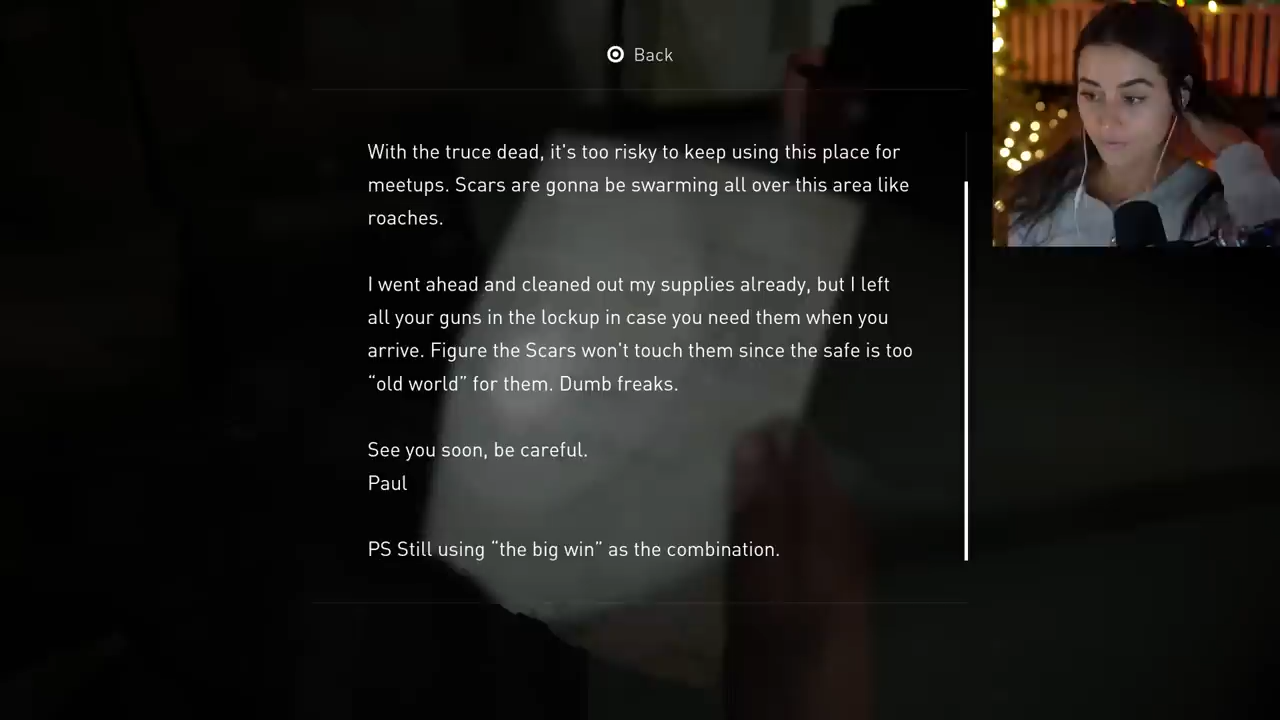 Back
With the truce dead, it's too risky to keep using this place for
meetups. Scars are gonna be swarming all over this area like
roaches.
I went ahead and cleaned out my supplies already, but I left
all your guns in the lockup in case you need them when you
arrive. Figure the Scars won't touch them since the safe is too
“old world” for them. Dumb freaks.
See you soon, be careful.
Paul
PS Still using “the big win” as the combination.